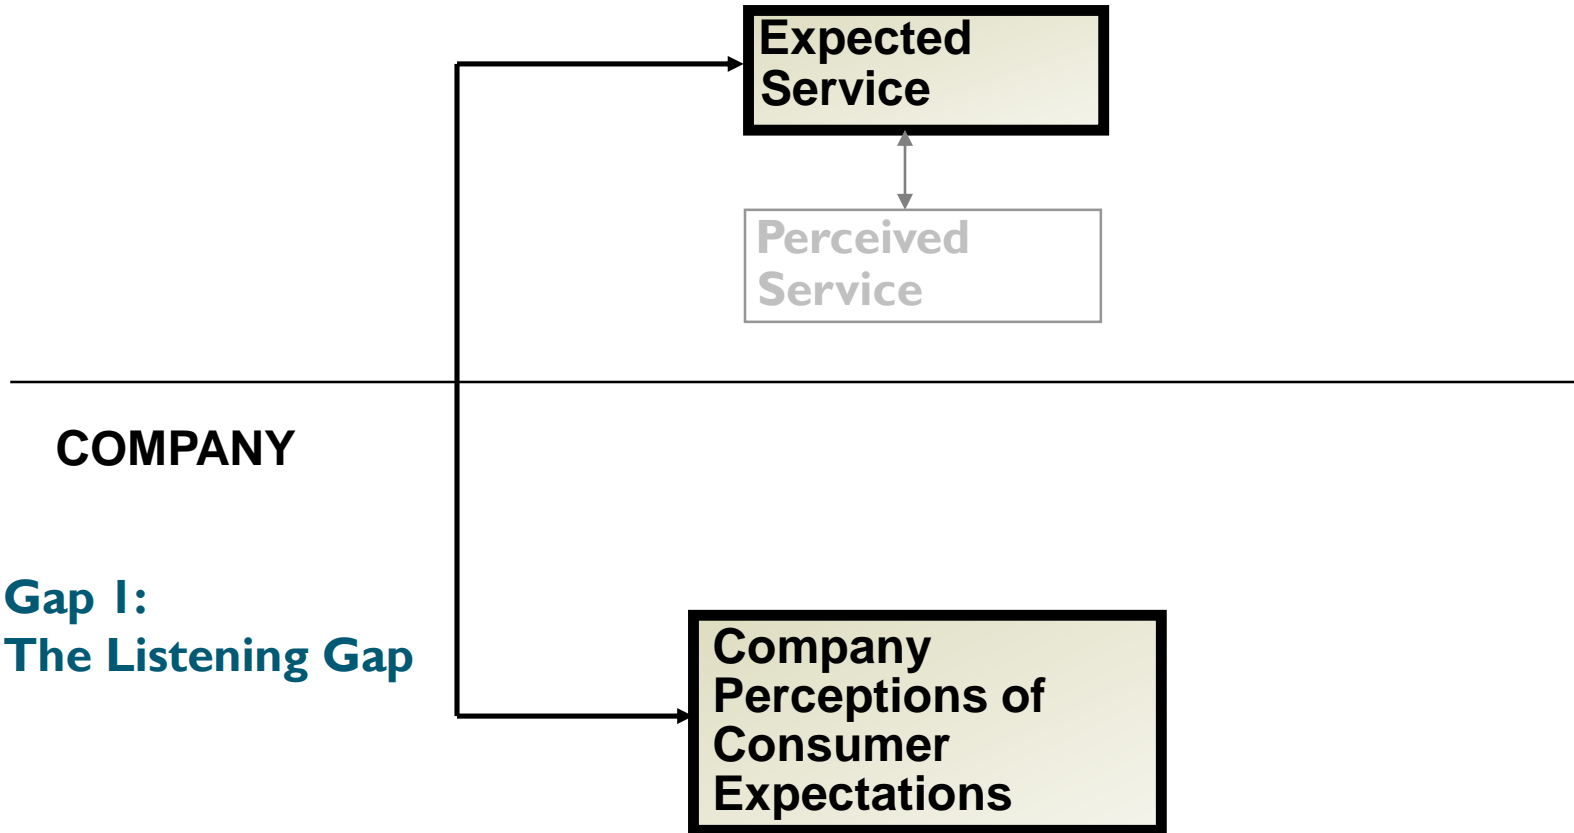 Expected
Service
Perceived
Service
COMPANY
Gap 1:
The Listening Gap
Company
Perceptions of
Consumer
Expectations